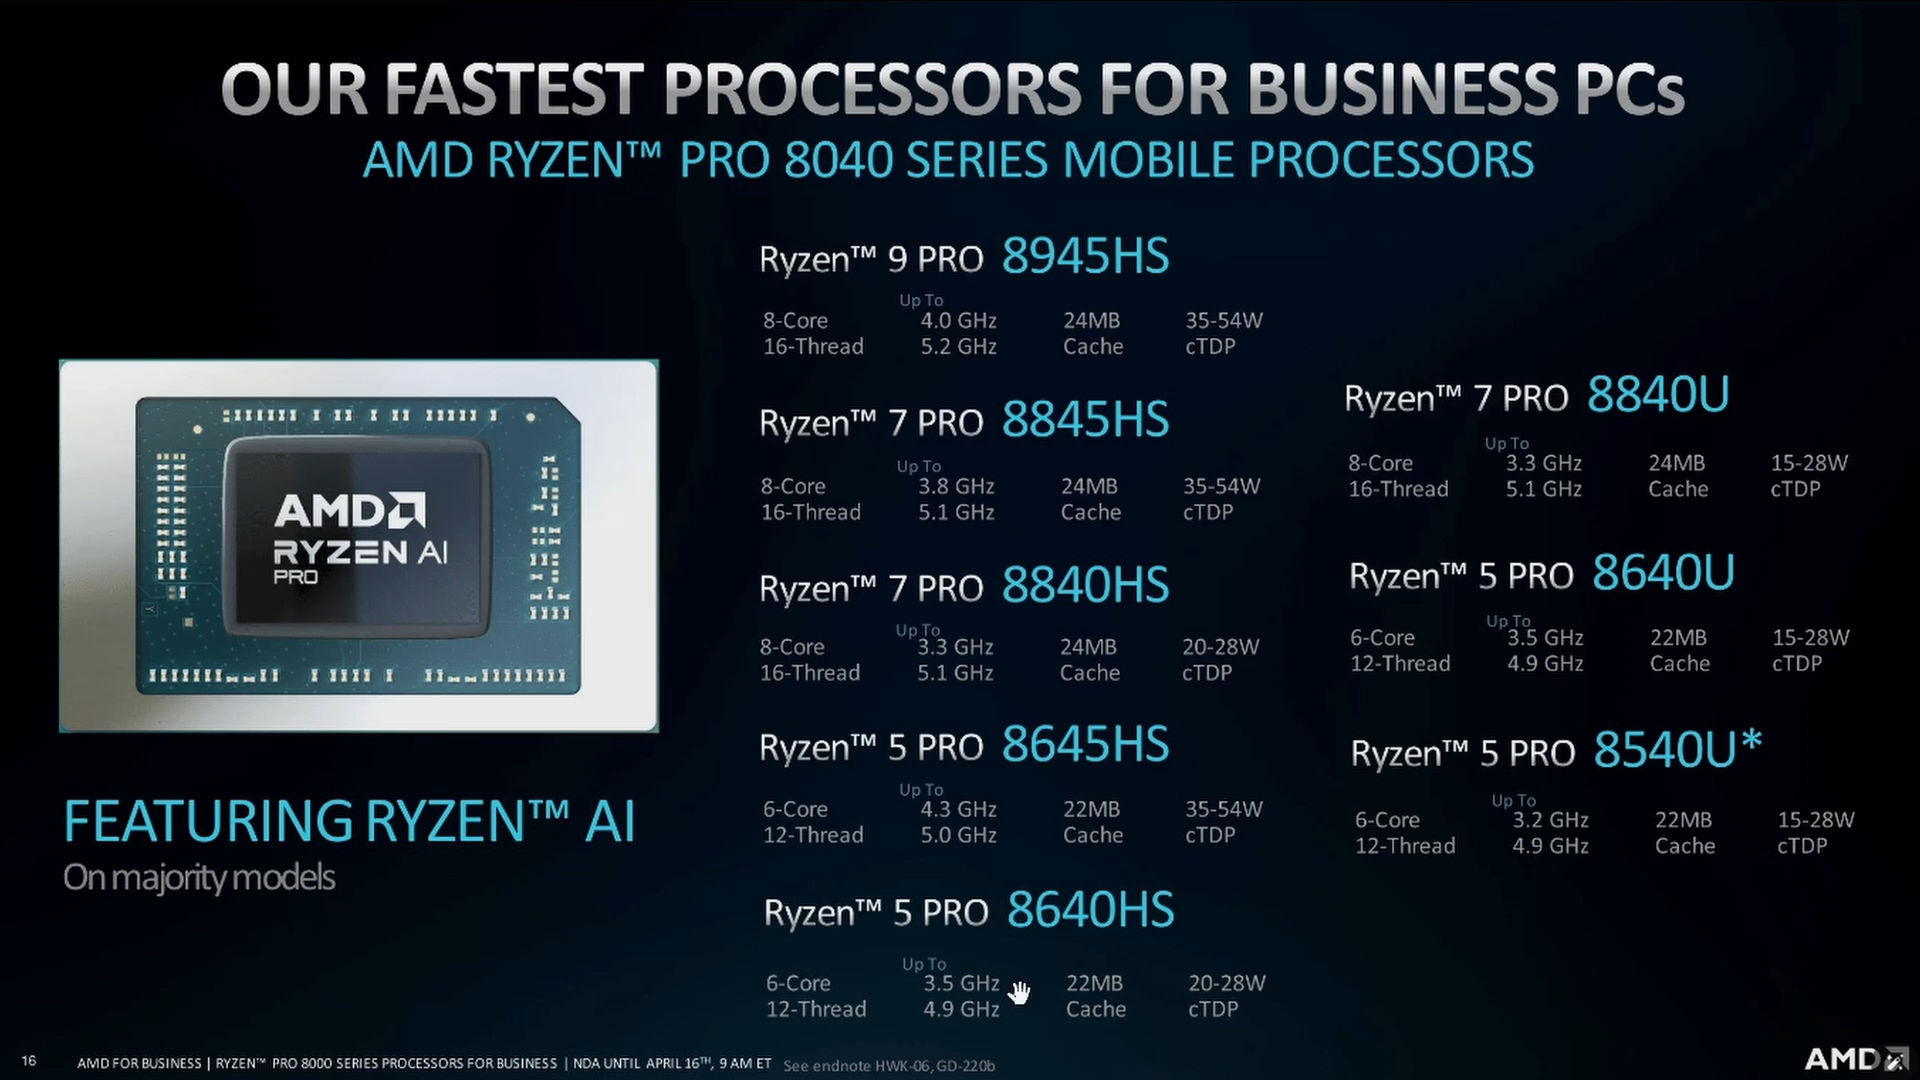 OUR FASTEST PROCESSORS FOR BUSINESS PCs
AMD RYZEN™ PRO 8040 SERIES MOBILE PROCESSORS
AMD
RYZEN AI
PRO
FEATURING RYZEN™ AI
On majority models
Ryzen™ 9 PRO 8945HS
Up To
8-Core 4.0 GHz 24MB 35-54W
16-Thread 5.2 GHz Cache cTDP
Ryzen™ 7 PRO 8845HS
Up To
8-Core 3.8 GHz 24MB 35-54W
16-Thread 5.1 GHz Cache cTDP
Ryzen™ 7 PRO 8840HS
Up To
8-Core 3.3 GHz 24MB 20-28W
16-Thread 5.1 GHz Cache cTDP
Ryzen™ 5 PRO 8645HS
Up To
6-Core 4.3 GHz 22MB 35-54W
12-Thread 5.0 GHz Cache cTDP
Ryzen™ 5 PRO 8640HS
Up To
6-Core 3.5 GHz 22MB 20-28W
12-Thread 4.9 GHz Cache cTDP
Ryzen™ 7 PRO 8840U
Up To
8-Core 3.3 GHz 24MB 15-28W
16-Thread 5.1 GHz Cache cTDP
Ryzen™ 5 PRO 8640U
Up To
6-Core 3.5 GHz 22MB 15-28W
12-Thread 4.9 GHz Cache cTDP
Ryzen™ 5 PRO 8540U*
Up To
6-Core 3.2 GHz 22MB 15-28W
12-Thread 4.9 GHz Cache cTDP
16 AMD FOR BUSINESS | RYZEN™ PRO 8000 SERIES PROCESSORS FOR BUSINESS | NDA UNTIL APRIL 16TH, 9 AM ET See endnote HWK-06, GD-220b
AMD